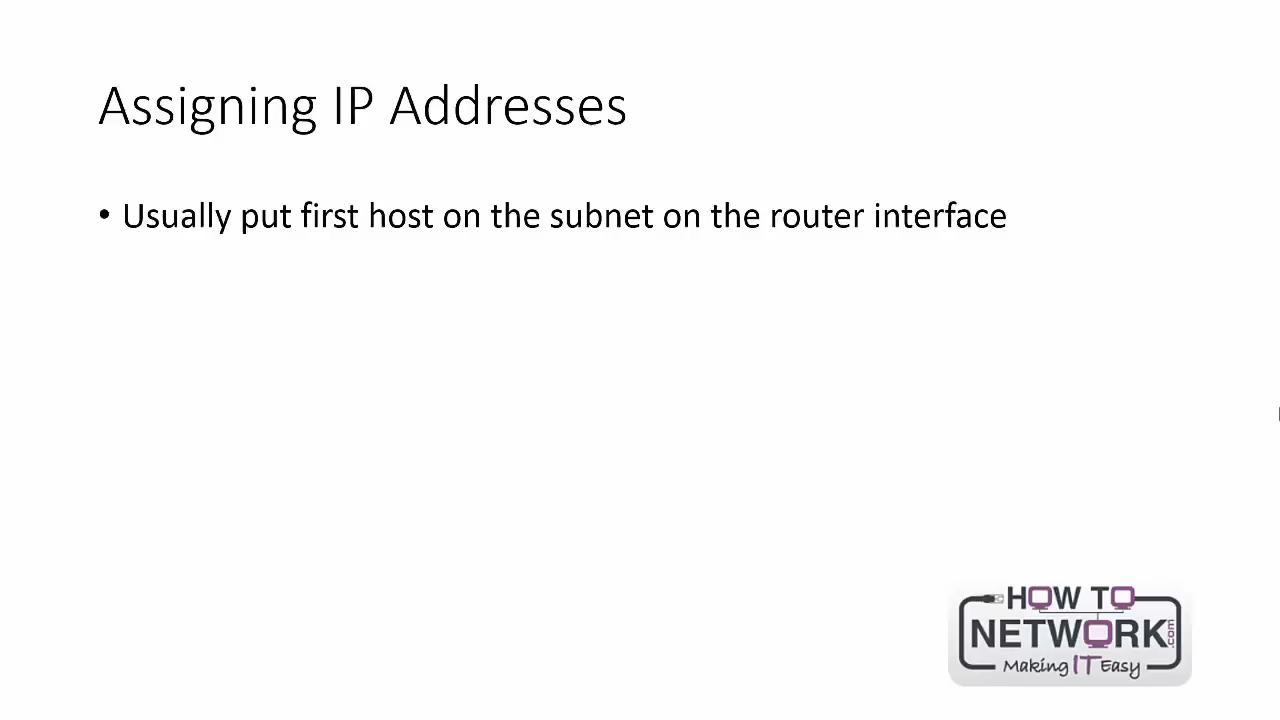 Assigning IP Addresses
• Usually put first host on the subnet on the router interface
HOW TO
NETWORK.com
Making IT Easy